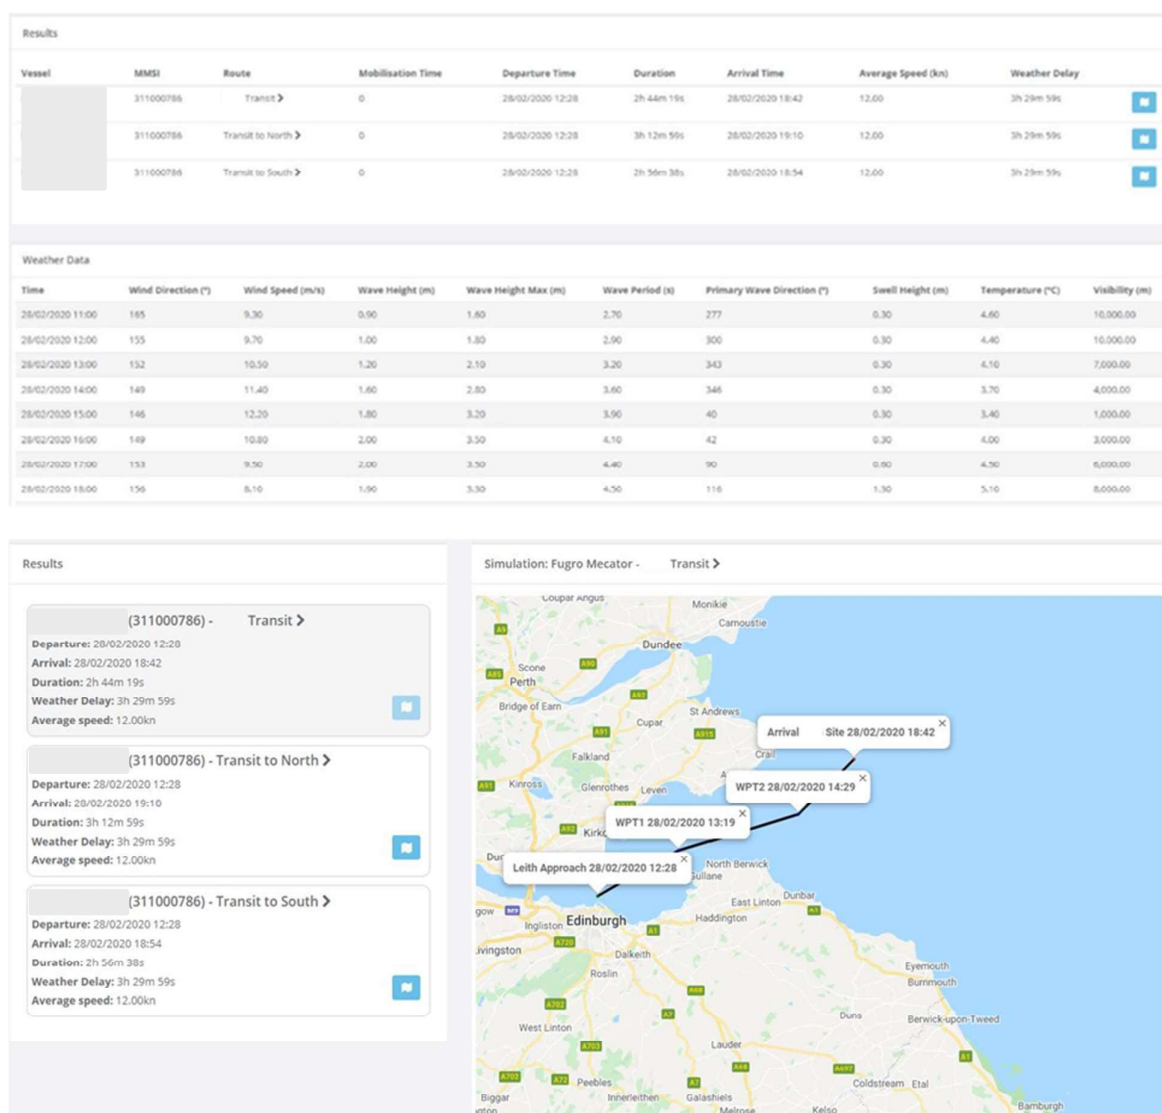 Results
Vessel MMSI Route Mobilisation Time Departure Time Duration Arrival Time Average Speed (kn) Weather Delay
311000786 Transit 0 28/02/2020 12:28 2h 44m 19s 28/02/2020 18:42 12.00 3h 29m 59s
311000786 Transit to North 0 28/02/2020 12:28 3h 12m 59s 28/02/2020 19:10 12.00 3h 29m 59s
311000786 Transit to South 0 28/02/2020 12:28 2h 56m 38s 28/02/2020 18:54 12.00 3h 29m 59s
Weather Data
Time Wind Direction (°) Wind Speed (m/s) Wave Height (m) Wave Height Max (m) Wave Period (s) Primary Wave Direction (°) Swell Height (m) Temperature (°C) Visibility (m)
28/02/2020 11:00 165 9.30 0.90 1.60 2.70 277 0.30 4.60 10,000.00
28/02/2020 12:00 155 9.70 1.00 1.80 2.90 300 0.30 4.40 10,000.00
28/02/2020 13:00 152 10.50 1.20 2.10 3.20 343 0.30 4.10 7,000.00
28/02/2020 14:00 149 11.40 1.60 2.80 3.60 346 0.30 3.70 4,000.00
28/02/2020 15:00 146 12.20 1.80 3.20 3.90 40 0.30 3.40 1,000.00
28/02/2020 16:00 149 10.80 2.00 3.50 4.10 42 0.30 4.00 3,000.00
28/02/2020 17:00 153 9.50 2.00 3.50 4.40 90 0.60 4.50 6,000.00
28/02/2020 18:00 156 8.10 1.90 3.30 4.50 116 1.30 5.10 8,000.00
Results
(311000786) - Transit
Departure: 28/02/2020 12:28
Arrival: 28/02/2020 18:42
Duration: 2h 44m 19s
Weather Delay: 3h 29m 59s
Average speed: 12.00kn
(311000786) - Transit to North
Departure: 28/02/2020 12:28
Arrival: 28/02/2020 19:10
Duration: 3h 12m 59s
Weather Delay: 3h 29m 59s
Average speed: 12.00kn
(311000786) - Transit to South
Departure: 28/02/2020 12:28
Arrival: 28/02/2020 18:54
Duration: 2h 56m 38s
Weather Delay: 3h 29m 59s
Average speed: 12.00kn
Simulation: Fugro Mecator - Transit
Coupar Angus
Monikie
Carnoustie
A9
Dundee
Scone
A90
A85
Perth
A92
Bridge of Earn
St Andrews
Cupar
A91
A915
Arrival Site 28/02/2020 18:42
Falkland
Crail
A91
Kinross
Glenrothes
Leven
WPT2 28/02/2020 14:29
WPT1 28/02/2020 13:19
A92
Leith Approach 28/02/2020 12:28
North Berwick
Gullane
East Linton
Dunbar
A1
Ingliston
Edinburgh
Haddington
A1
A720
Dalkeith
Roslin
Eyemouth
Burnmouth
A68
A702
A7
Duns
Berwick-upon-Tweed
West Linton
A703
Lauder
A1
A68
A697
A702
A72
Peebles
A7
Coldstream
Etal
Biggar
Innerleithen
Galashiels
Melrose
Kelso
Bamburgh